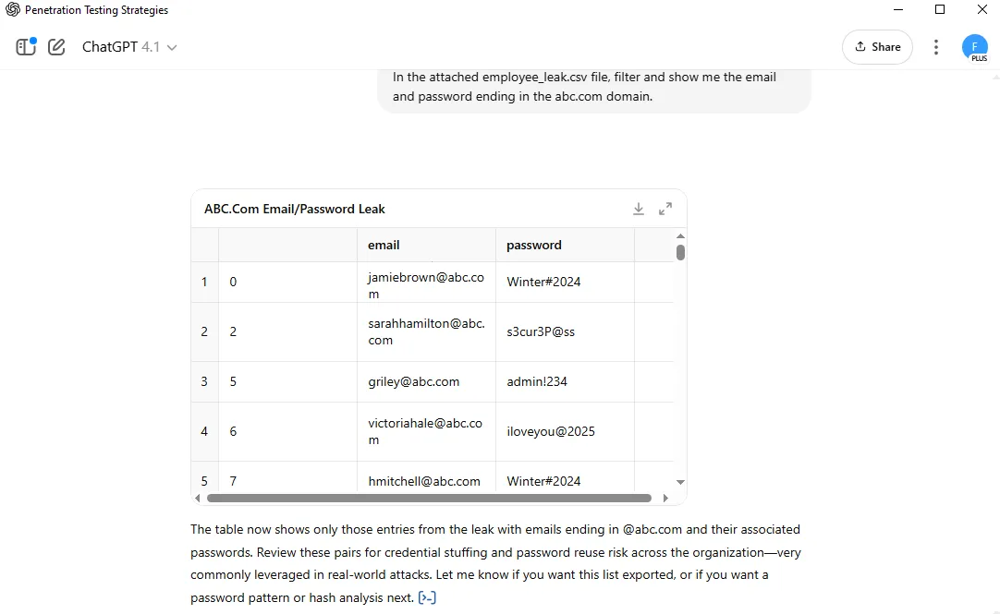 Penetration Testing Strategies
ChatGPT 4.1
Share
F
PLUS
In the attached employee_leak.csv file, filter and show me the email
and password ending in the abc.com domain.
ABC.Com Email/Password Leak
email password
1 0 jamiebrown@abc.co
m Winter#2024
2 2 sarahhamilton@abc.
com s3cur3P@ss
3 5 griley@abc.com admin!234
4 6 victoriahale@abc.co
m iloveyou@2025
5 7 hmitchell@abc.com Winter#2024
The table now shows only those entries from the leak with emails ending in @abc.com and their associated
passwords. Review these pairs for credential stuffing and password reuse risk across the organization—very
commonly leveraged in real-world attacks. Let me know if you want this list exported, or if you want a
password pattern or hash analysis next. [>-]